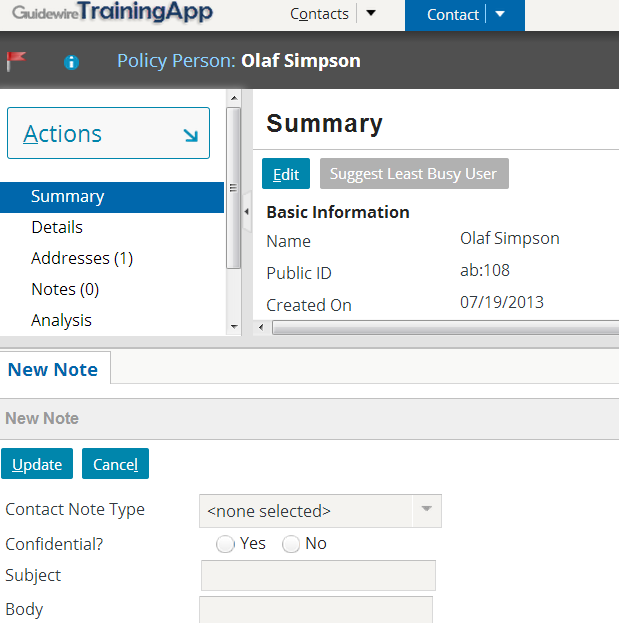 Guidewire TrainingApp Contacts Contact
Policy Person: Olaf Simpson
Actions
Summary
Details
Addresses (1)
Notes (0)
Analysis
Summary
Edit Suggest Least Busy User
Basic Information
Name Olaf Simpson
Public ID ab:108
Created On 07/19/2013
New Note
New Note
Update Cancel
Contact Note Type <none selected>
Confidential? Yes No
Subject
Body